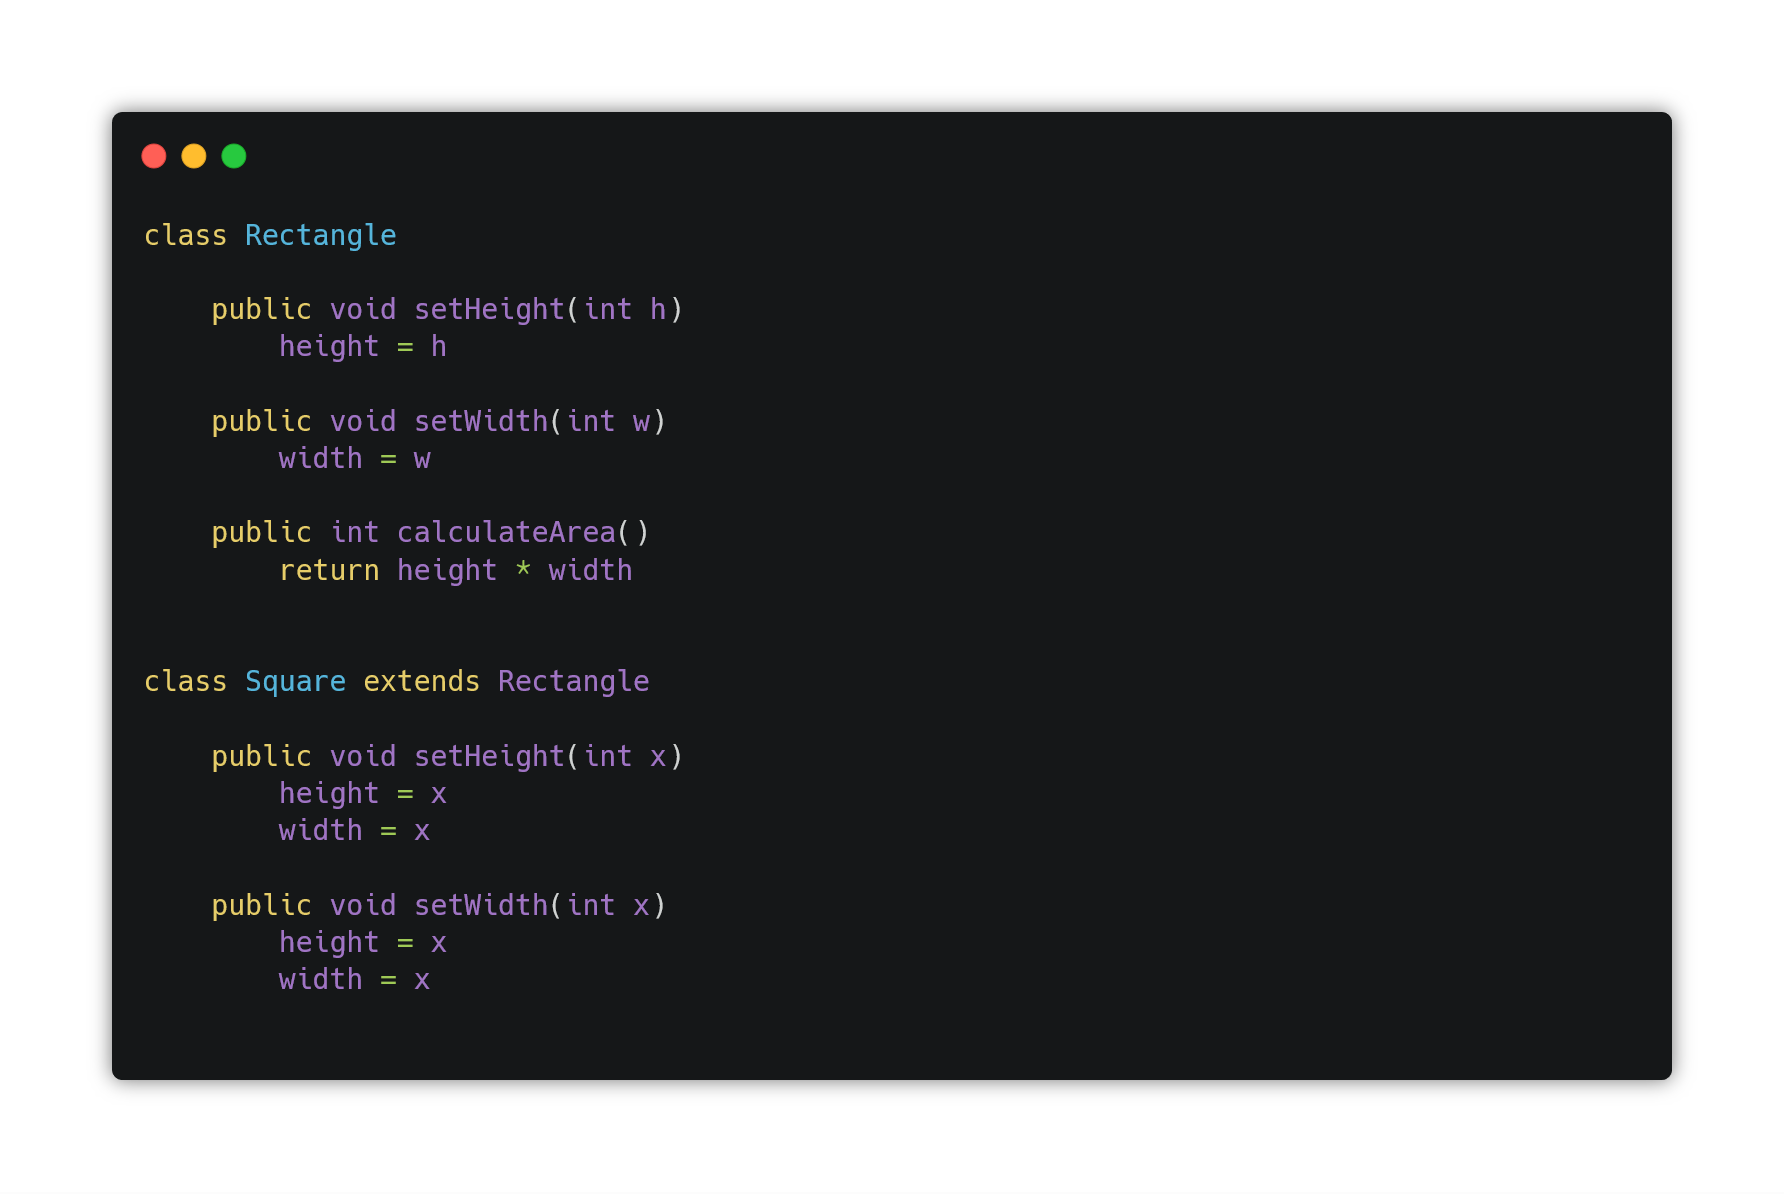 class Rectangle
    public void setHeight(int h)
        height = h
    public void setWidth(int w)
        width = w
    public int calculateArea()
        return height * width
class Square extends Rectangle
    public void setHeight(int x)
        height = x
        width = x
    public void setWidth(int x)
        height = x
        width = x